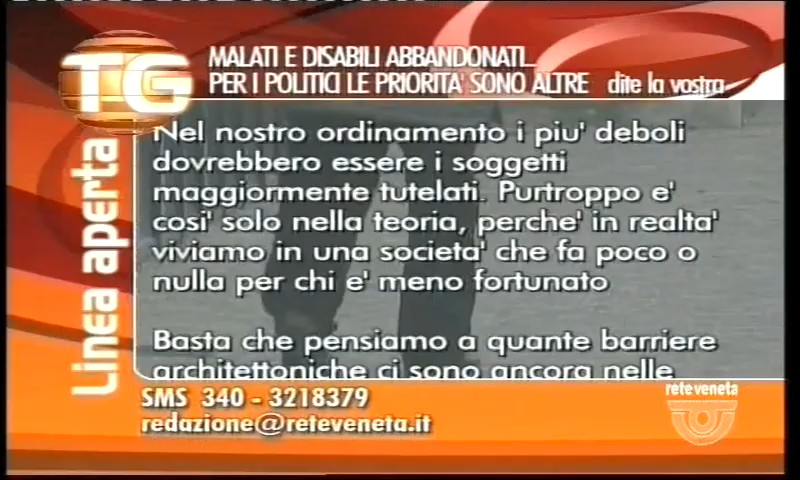 TG
MALATI E DISABILI ABBANDONATI...
PER I POLITICI LE PRIORITA' SONO ALTRE dite la vostra
Linea aperta
Nel nostro ordinamento i piu' deboli
dovrebbero essere i soggetti
maggiormente tutelati. Purtroppo e'
cosi' solo nella teoria, perche' in realta'
viviamo in una societa' che fa poco o
nulla per chi e' meno fortunato
Basta che pensiamo a quante barriere
architettoniche ci sono ancora nelle
SMS 340 - 3218379
redazione@reteveneta.it
rete veneta